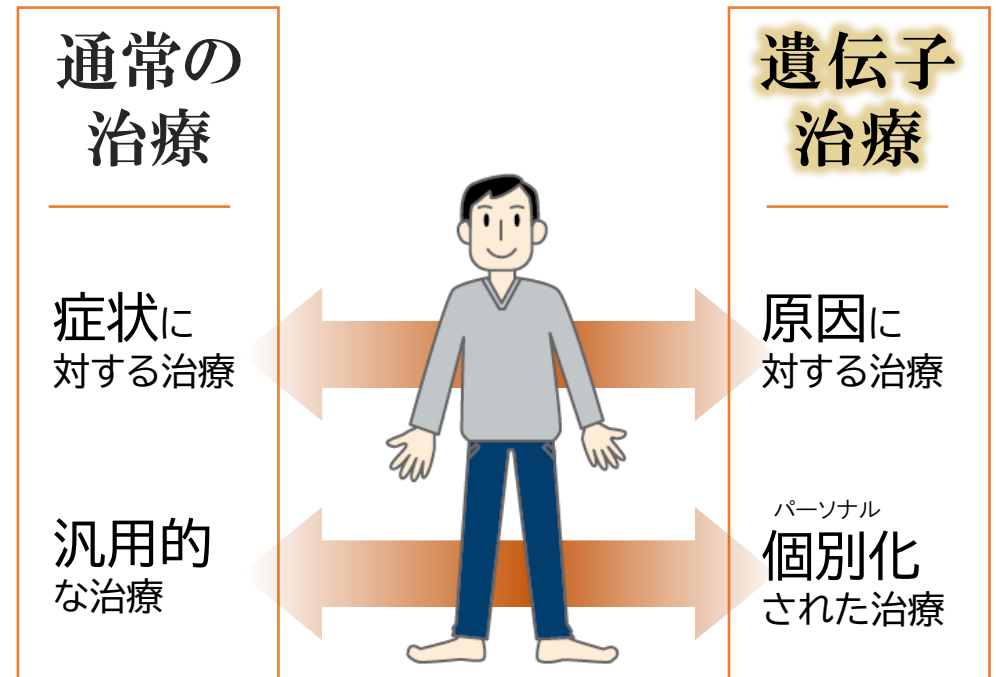 通常の
治療
症状に
対する治療
汎用的
な治療
遺伝子
治療
原因に
対する治療
パーソナル
個別化
された治療